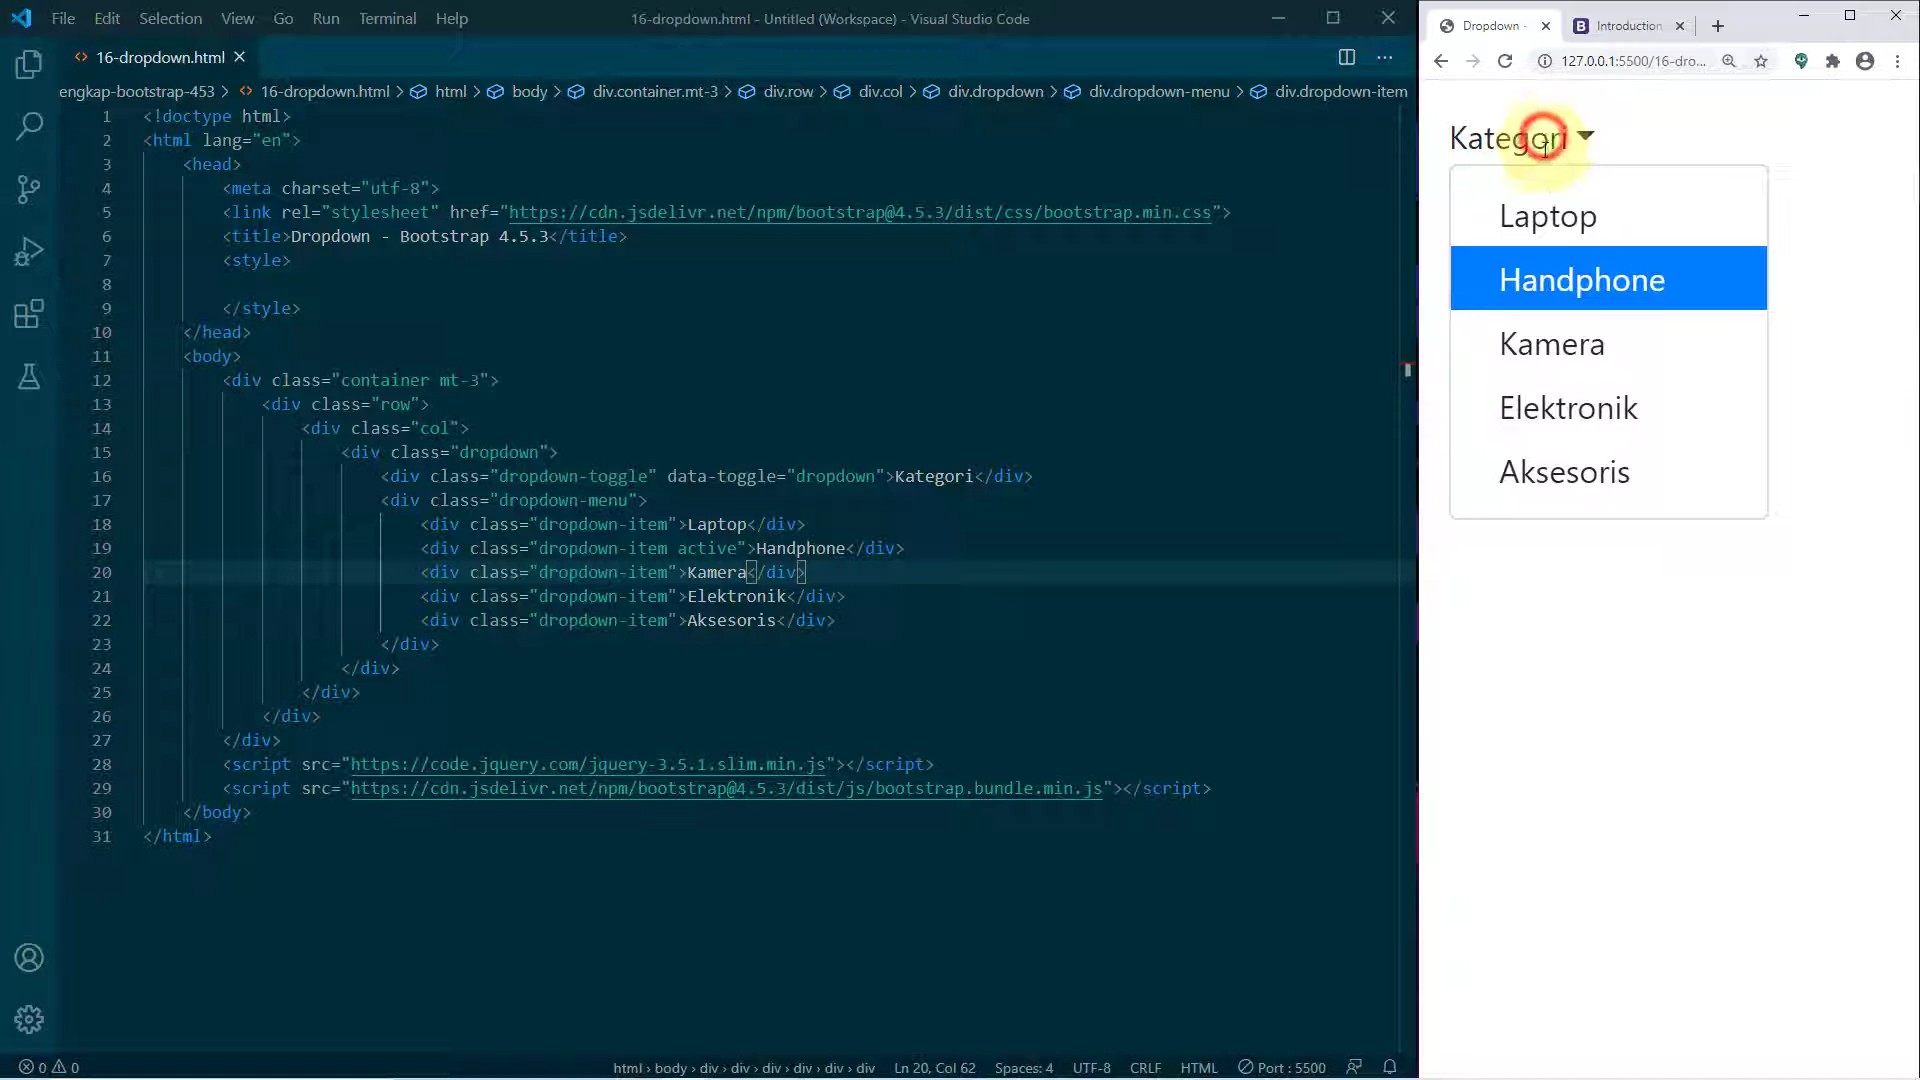 File Edit Selection View Go Run Terminal Help
16-dropdown.html - Untitled (Workspace) - Visual Studio Code
16-dropdown.html
engkap-bootstrap-453 > 16-dropdown.html > html > body > div.container.mt-3 > div.row > div.col > div.dropdown > div.dropdown-menu > div.dropdown-item
1 <!doctype html>
2 <html lang="en">
3 <head>
4 <meta charset="utf-8">
5 <link rel="stylesheet" href="https://cdn.jsdelivr.net/npm/bootstrap@4.5.3/dist/css/bootstrap.min.css">
6 <title>Dropdown - Bootstrap 4.5.3</title>
7 <style>
8
9 </style>
10 </head>
11 <body>
12 <div class="container mt-3">
13 <div class="row">
14 <div class="col">
15 <div class="dropdown">
16 <div class="dropdown-toggle" data-toggle="dropdown">Kategori</div>
17 <div class="dropdown-menu">
18 <div class="dropdown-item">Laptop</div>
19 <div class="dropdown-item active">Handphone</div>
20 <div class="dropdown-item">Kamera</div>
21 <div class="dropdown-item">Elektronik</div>
22 <div class="dropdown-item">Aksesoris</div>
23 </div>
24 </div>
25 </div>
26 </div>
27 </div>
28 <script src="https://code.jquery.com/jquery-3.5.1.slim.min.js"></script>
29 <script src="https://cdn.jsdelivr.net/npm/bootstrap@4.5.3/dist/js/bootstrap.bundle.min.js"></script>
30 </body>
31 </html>
0 0
html > body > div > div > div > div > div > div
Ln 20, Col 62
Spaces: 4
UTF-8
CRLF
HTML
Port : 5500
Dropdown -
B Introduction
127.0.0.1:5500/16-dro...
Kategori
Laptop
Handphone
Kamera
Elektronik
Aksesoris